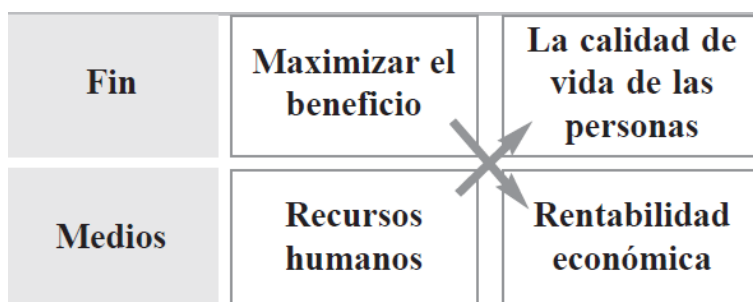 Fin
Maximizar el
beneficio
La calidad de
vida de las
personas
Medios
Recursos
humanos
Rentabilidad
económica